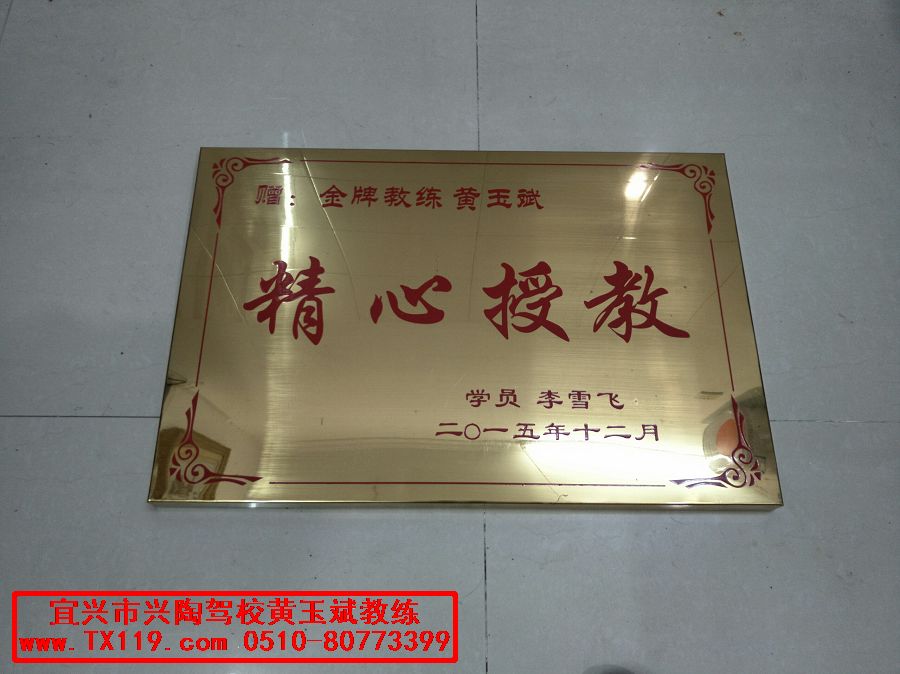 赠：金牌教练 黄玉斌
精心授教
学员 李雪飞
二〇一五年十二月
宜兴市兴陶驾校黄玉斌教练
www.TX119.com 0510-80773399